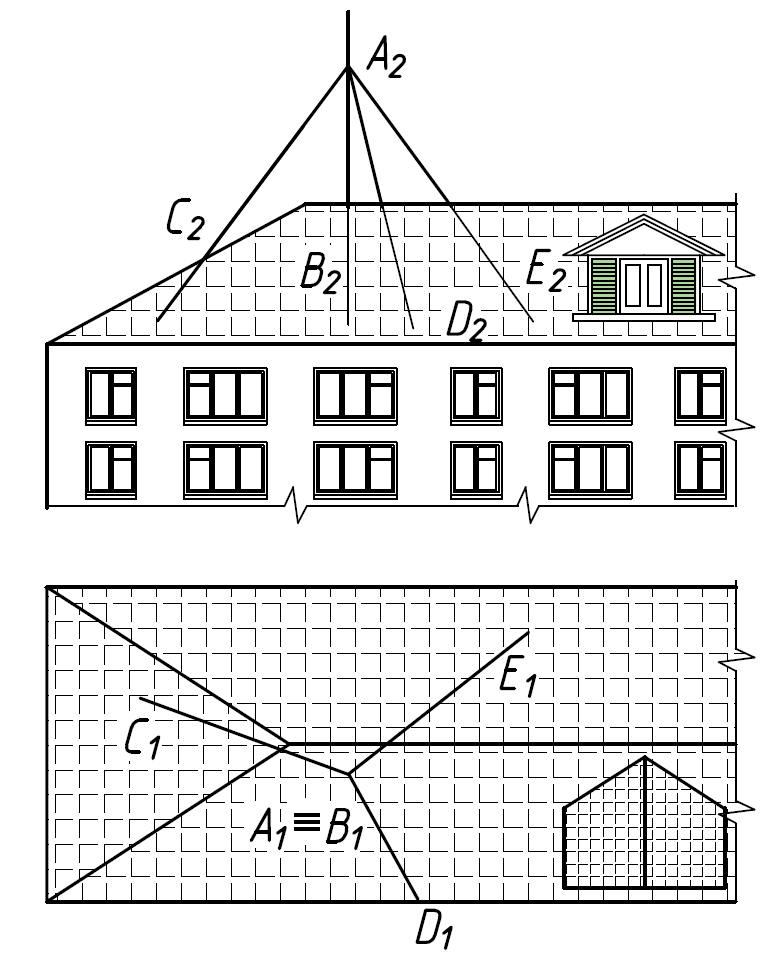 A₂
C₂
B₂
E₂
D₂
E₁
C₁
A₁≡B₁
D₁